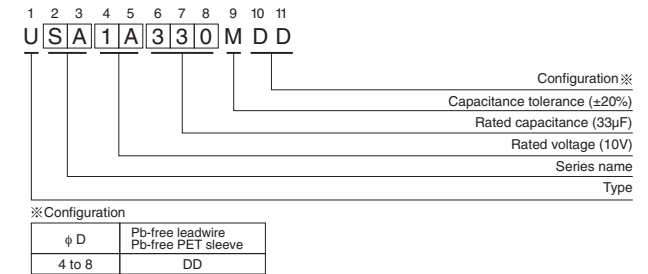 1 2 3 4 5 6 7 8 9 10 11
U S A 1 A 3 3 0 M D D
Configuration※
Capacitance tolerance (±20%)
Rated capacitance (33µF)
Rated voltage (10V)
Series name
Type
※Configuration
ϕ D
Pb-free leadwire
Pb-free PET sleeve
4 to 8
DD